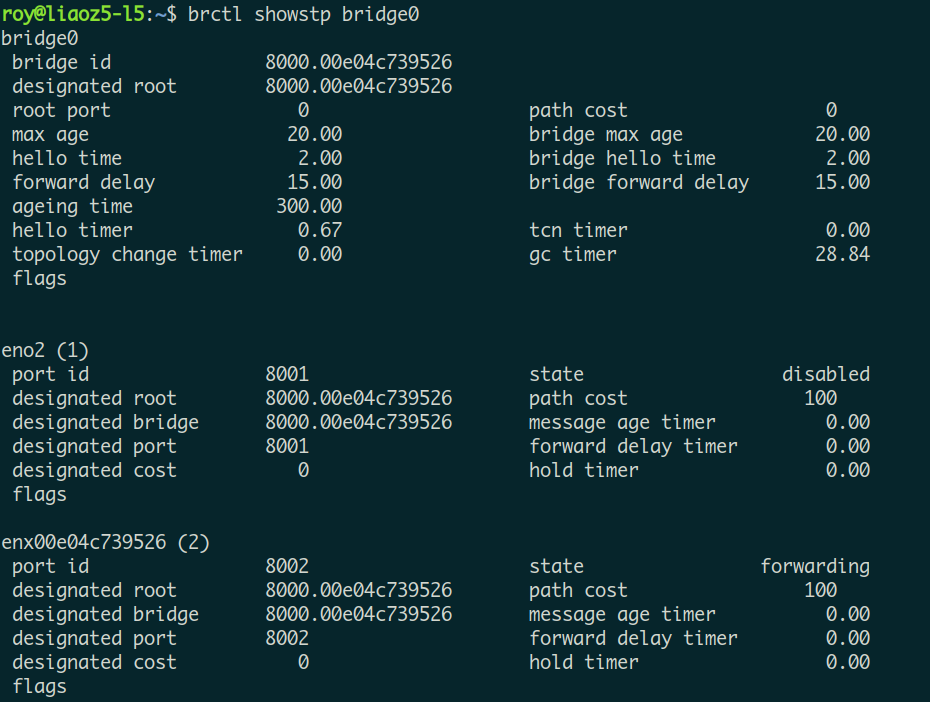 roy@liaoz5-l5:~$ brctl showstp bridge0
bridge0
 bridge id              8000.00e04c739526
 designated root        8000.00e04c739526
 root port                 0                    path cost                  0
 max age                  20.00                 bridge max age            20.00
 hello time                2.00                 bridge hello time          2.00
 forward delay            15.00                 bridge forward delay      15.00
 ageing time             300.00
 hello timer               0.67                 tcn timer                  0.00
 topology change timer     0.00                 gc timer                  28.84
 flags

eno2 (1)
 port id                8001                    state                  disabled
 designated root        8000.00e04c739526       path cost                100
 designated bridge      8000.00e04c739526       message age timer          0.00
 designated port        8001                    forward delay timer        0.00
 designated cost           0                    hold timer                 0.00
 flags

enx00e04c739526 (2)
 port id                8002                    state                forwarding
 designated root        8000.00e04c739526       path cost                100
 designated bridge      8000.00e04c739526       message age timer          0.00
 designated port        8002                    forward delay timer        0.00
 designated cost           0                    hold timer                 0.00
 flags